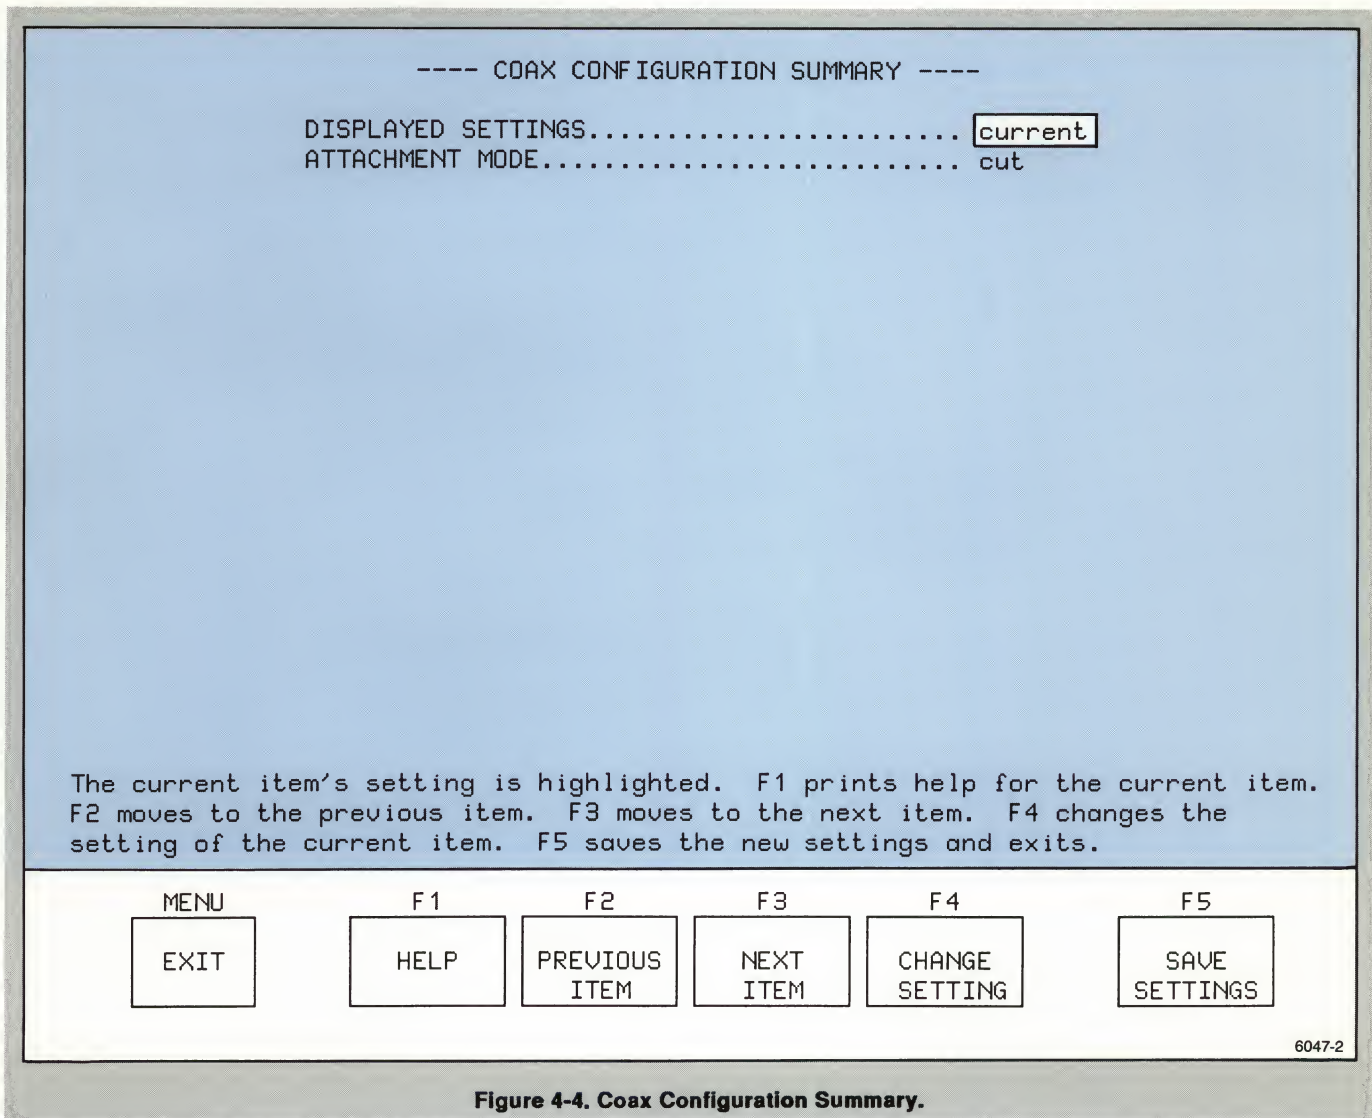 ---- COAX CONFIGURATION SUMMARY ----
DISPLAYED SETTINGS........................ current
ATTACHMENT MODE........................... cut
The current item's setting is highlighted. F1 prints help for the current item.
F2 moves to the previous item. F3 moves to the next item. F4 changes the
setting of the current item. F5 saves the new settings and exits.
MENU F1 F2 F3 F4 F5
EXIT HELP PREVIOUS NEXT CHANGE SAVE
ITEM ITEM SETTING SETTINGS
6047-2
Figure 4-4. Coax Configuration Summary.